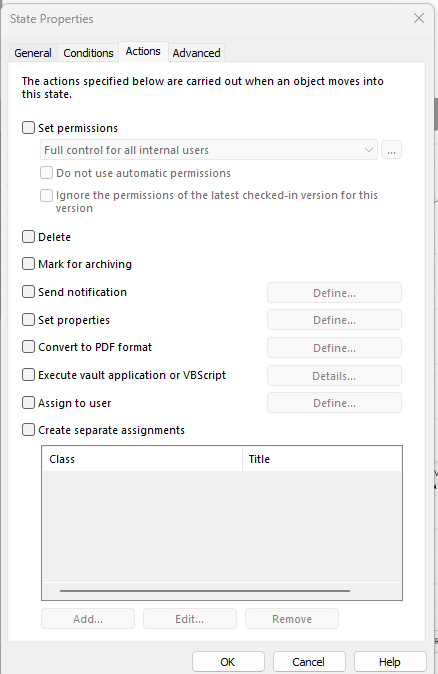 State Properties
General Conditions Actions Advanced
The actions specified below are carried out when an object moves into
this state.
Set permissions
Full control for all internal users
...
Do not use automatic permissions
Ignore the permissions of the latest checked-in version for this
version
Delete
Mark for archiving
Send notification Define...
Set properties Define...
Convert to PDF format Define...
Execute vault application or VBScript Details...
Assign to user Define...
Create separate assignments
Class Title
Add... Edit... Remove
OK Cancel Help